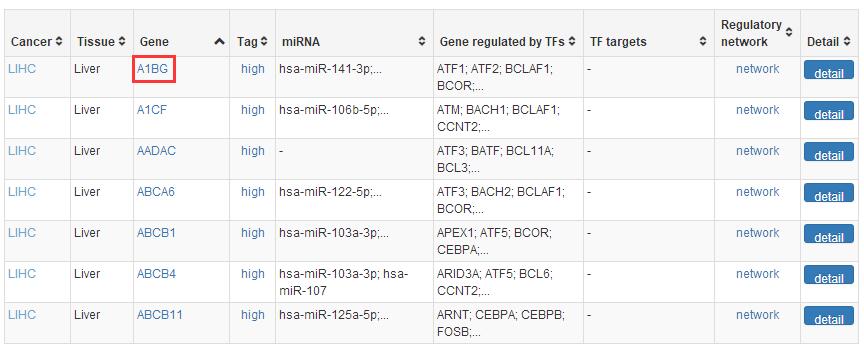 Cancer Tissue Gene Tag miRNA Gene regulated by TFs TF targets Regulatory network Detail
LIHC Liver A1BG high hsa-miR-141-3p;... ATF1; ATF2; BCLAF1; - network detail
BCOR;...
LIHC Liver A1CF high hsa-miR-106b-5p;... ATM; BACH1; BCLAF1; - network detail
CCNT2;...
LIHC Liver AADAC high - ATF3; BATF; BCL11A; - network detail
BCL3;...
LIHC Liver ABCA6 high hsa-miR-122-5p;... ATF3; BACH2; BCLAF1; - network detail
BCOR;...
LIHC Liver ABCB1 high hsa-miR-103a-3p;... APEX1; ATF5; BCOR; - network detail
CEBPA;...
LIHC Liver ABCB4 high hsa-miR-103a-3p; hsa- ARID3A; ATF5; BCL6; - network detail
miR-107 CCNT2;...
LIHC Liver ABCB11 high hsa-miR-125a-5p;... ARNT; CEBPA; CEBPB; - network detail
FOSB;...